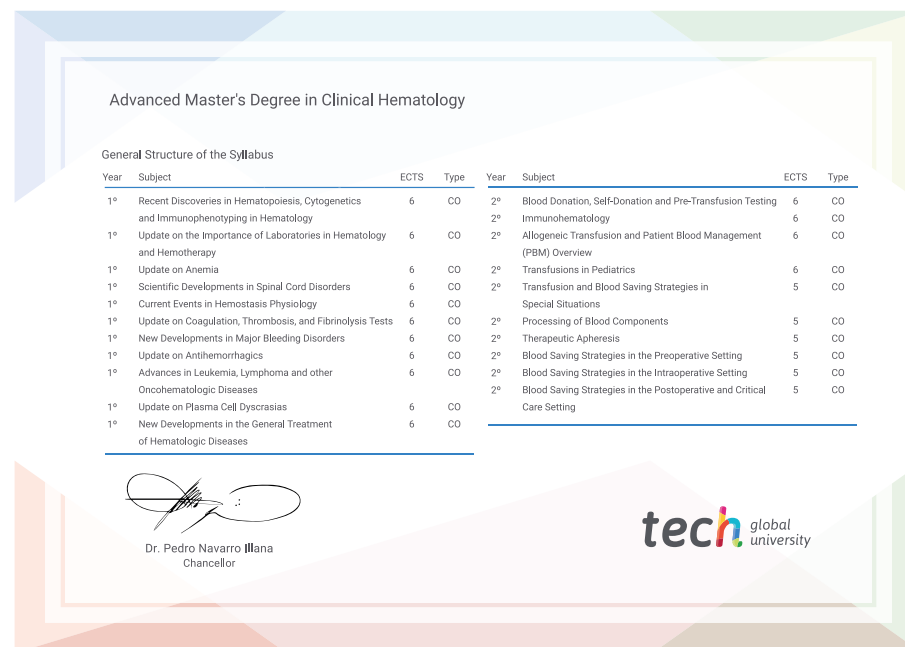 Advanced Master's Degree in Clinical Hematology
General Structure of the Syllabus
Year Subject ECTS Type
1º Recent Discoveries in Hematopoiesis, Cytogenetics 6 CO
and Immunophenotyping in Hematology
1º Update on the Importance of Laboratories in Hematology 6 CO
and Hemotherapy
1º Update on Anemia 6 CO
1º Scientific Developments in Spinal Cord Disorders 6 CO
1º Current Events in Hemostasis Physiology 6 CO
1º Update on Coagulation, Thrombosis, and Fibrinolysis Tests 6 CO
1º New Developments in Major Bleeding Disorders 6 CO
1º Update on Antihemorrhagics 6 CO
1º Advances in Leukemia, Lymphoma and other 6 CO
Oncohematologic Diseases
1º Update on Plasma Cell Dyscrasias 6 CO
1º New Developments in the General Treatment 6 CO
of Hematologic Diseases
Year Subject ECTS Type
2º Blood Donation, Self-Donation and Pre-Transfusion Testing 6 CO
2º Immunohematology 6 CO
2º Allogeneic Transfusion and Patient Blood Management 6 CO
(PBM) Overview
2º Transfusions in Pediatrics 6 CO
2º Transfusion and Blood Saving Strategies in 5 CO
Special Situations
2º Processing of Blood Components 5 CO
2º Therapeutic Apheresis 5 CO
2º Blood Saving Strategies in the Preoperative Setting 5 CO
2º Blood Saving Strategies in the Intraoperative Setting 5 CO
2º Blood Saving Strategies in the Postoperative and Critical 5 CO
Care Setting
Dr. Pedro Navarro Illana
Chancellor
tech global
university